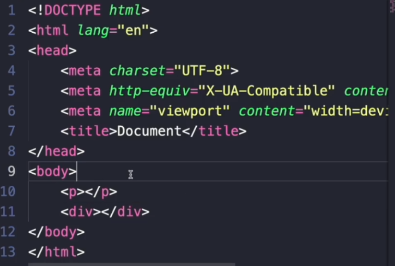 1 <!DOCTYPE html>
2 <html lang="en">
3 <head>
4 <meta charset="UTF-8">
5 <meta http-equiv="X-UA-Compatible"
6 <meta name="viewport" content="width=
7 <title>Document</title>
8 </head>
9 <body>
10 <p></p>
11 <div></div>
12 </body>
13 </html>